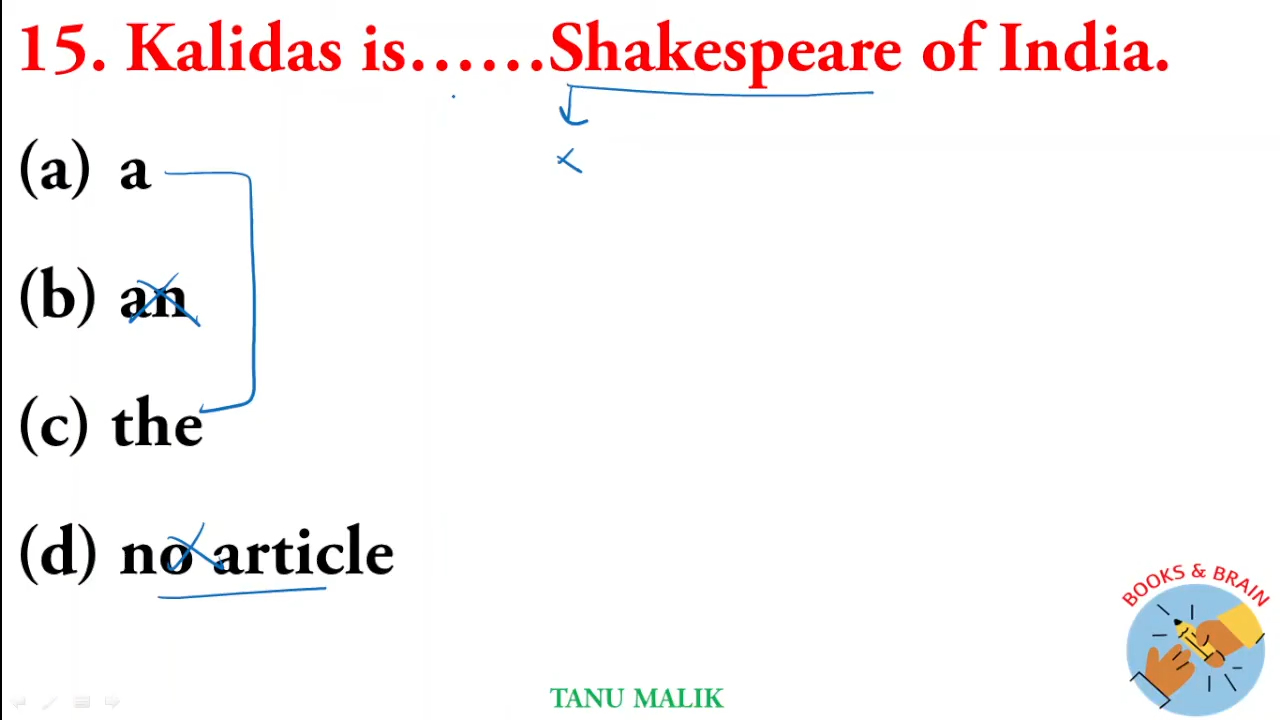 15. Kalidas is......Shakespeare of India.
(a) a
(b) an
(c) the
(d) no article
BOOKS & BRAIN
TANU MALIK